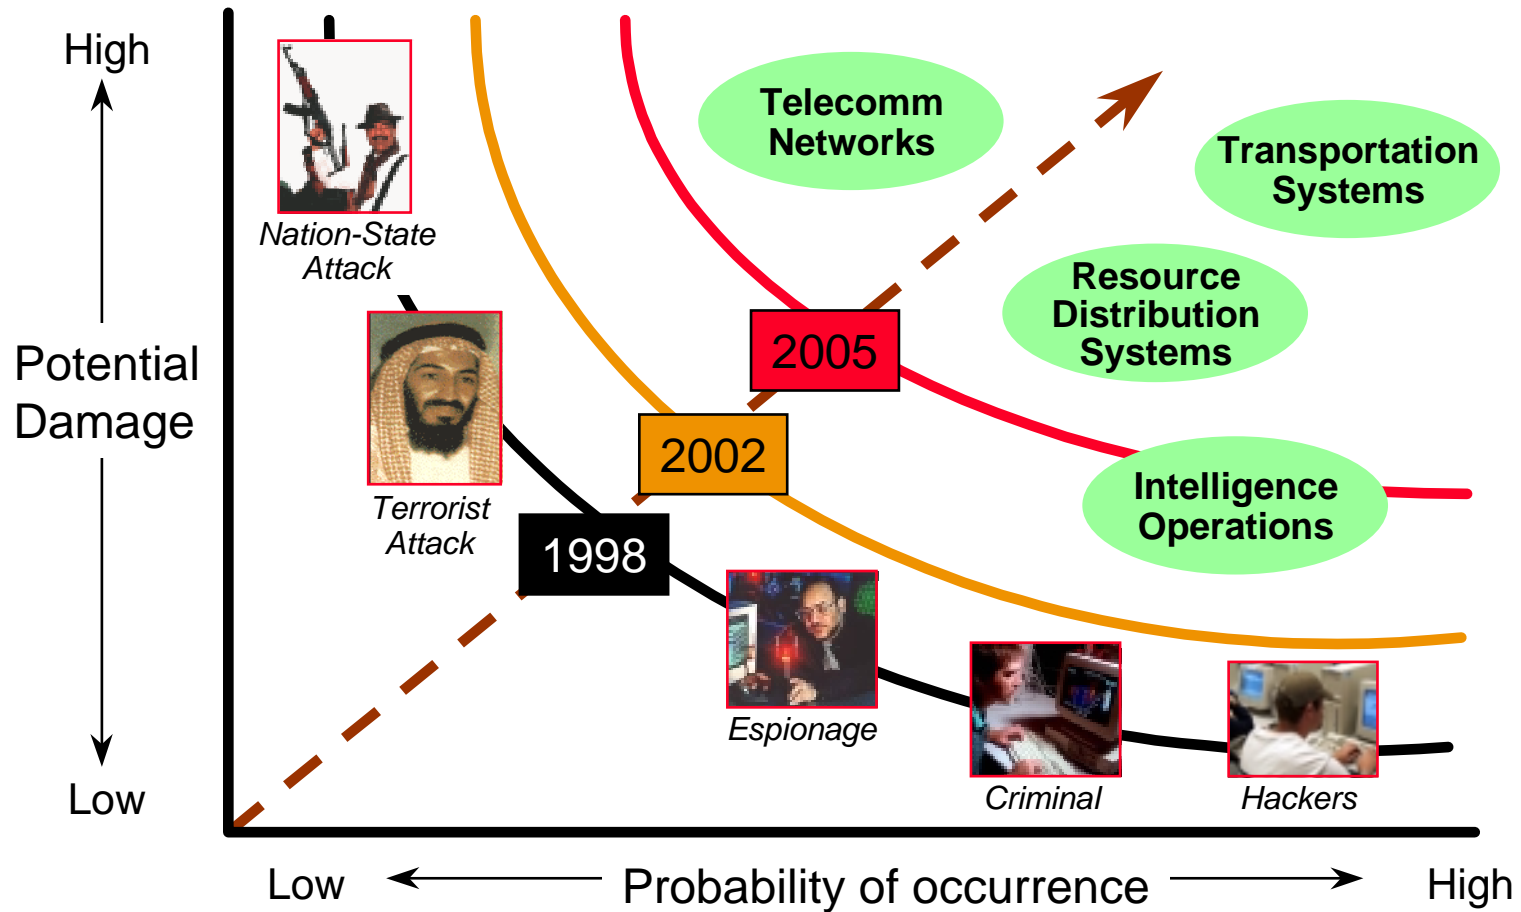 High
Potential
Damage
Low
Nation-State
Attack
Terrorist
Attack
1998
2002
2005
Telecomm
Networks
Transportation
Systems
Resource
Distribution
Systems
Intelligence
Operations
Espionage
Criminal
Hackers
Low
Probability of occurrence
High